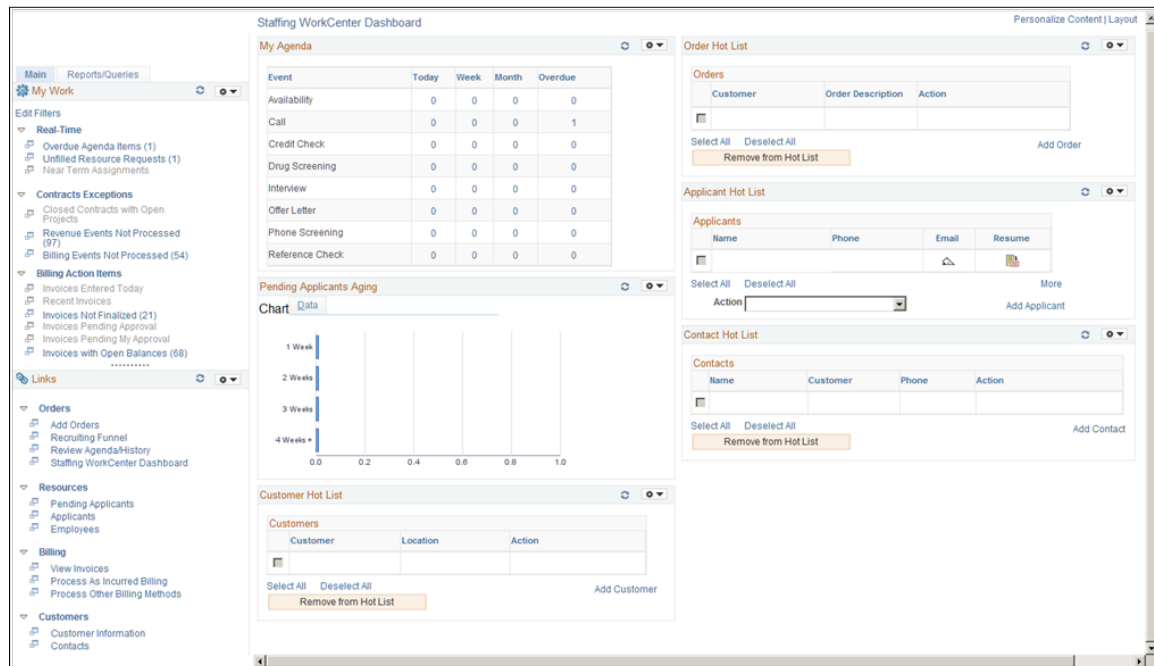 Staffing WorkCenter Dashboard
Personalize Content | Layout
Main Reports/Queries
My Work
Edit Filters
Real-Time
Overdue Agenda Items (1)
Unfilled Resource Requests (1)
Near Term Assignments
Contracts Exceptions
Closed Contracts with Open
Projects
Revenue Events Not Processed
(97)
Billing Events Not Processed (54)
Billing Action Items
Invoices Entered Today
Recent Invoices
Invoices Not Finalized (21)
Invoices Pending Approval
Invoices Pending My Approval
Invoices with Open Balances (68)
Links
Orders
Add Orders
Recruiting Funnel
Review Agenda/History
Staffing WorkCenter Dashboard
Resources
Pending Applicants
Applicants
Employees
Billing
View Invoices
Process As Incurred Billing
Process Other Billing Methods
Customers
Customer Information
Contacts
My Agenda
Event Today Week Month Overdue
Availability 0 0 0 0
Call 0 0 0 1
Credit Check 0 0 0 0
Drug Screening 0 0 0 0
Interview 0 0 0 0
Offer Letter 0 0 0 0
Phone Screening 0 0 0 0
Reference Check 0 0 0 0
Pending Applicants Aging
Chart Data
1 Week
2 Weeks
3 Weeks
4 Weeks +
0.0 0.2 0.4 0.6 0.8 1.0
Customer Hot List
Customers
Customer Location Action
Select All Deselect All
Add Customer
Remove from Hot List
Order Hot List
Orders
Customer Order Description Action
Select All Deselect All
Add Order
Remove from Hot List
Applicant Hot List
Applicants
Name Phone Email Resume
Select All Deselect All More
Action Add Applicant
Contact Hot List
Contacts
Name Customer Phone Action
Select All Deselect All
Add Contact
Remove from Hot List